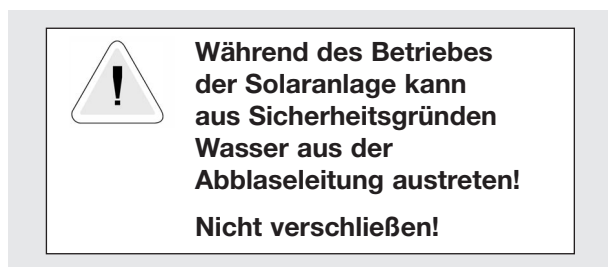 Während des Betriebes
der Solaranlage kann
aus Sicherheitsgründen
Wasser aus der
Abblaseleitung austreten!
Nicht verschließen!